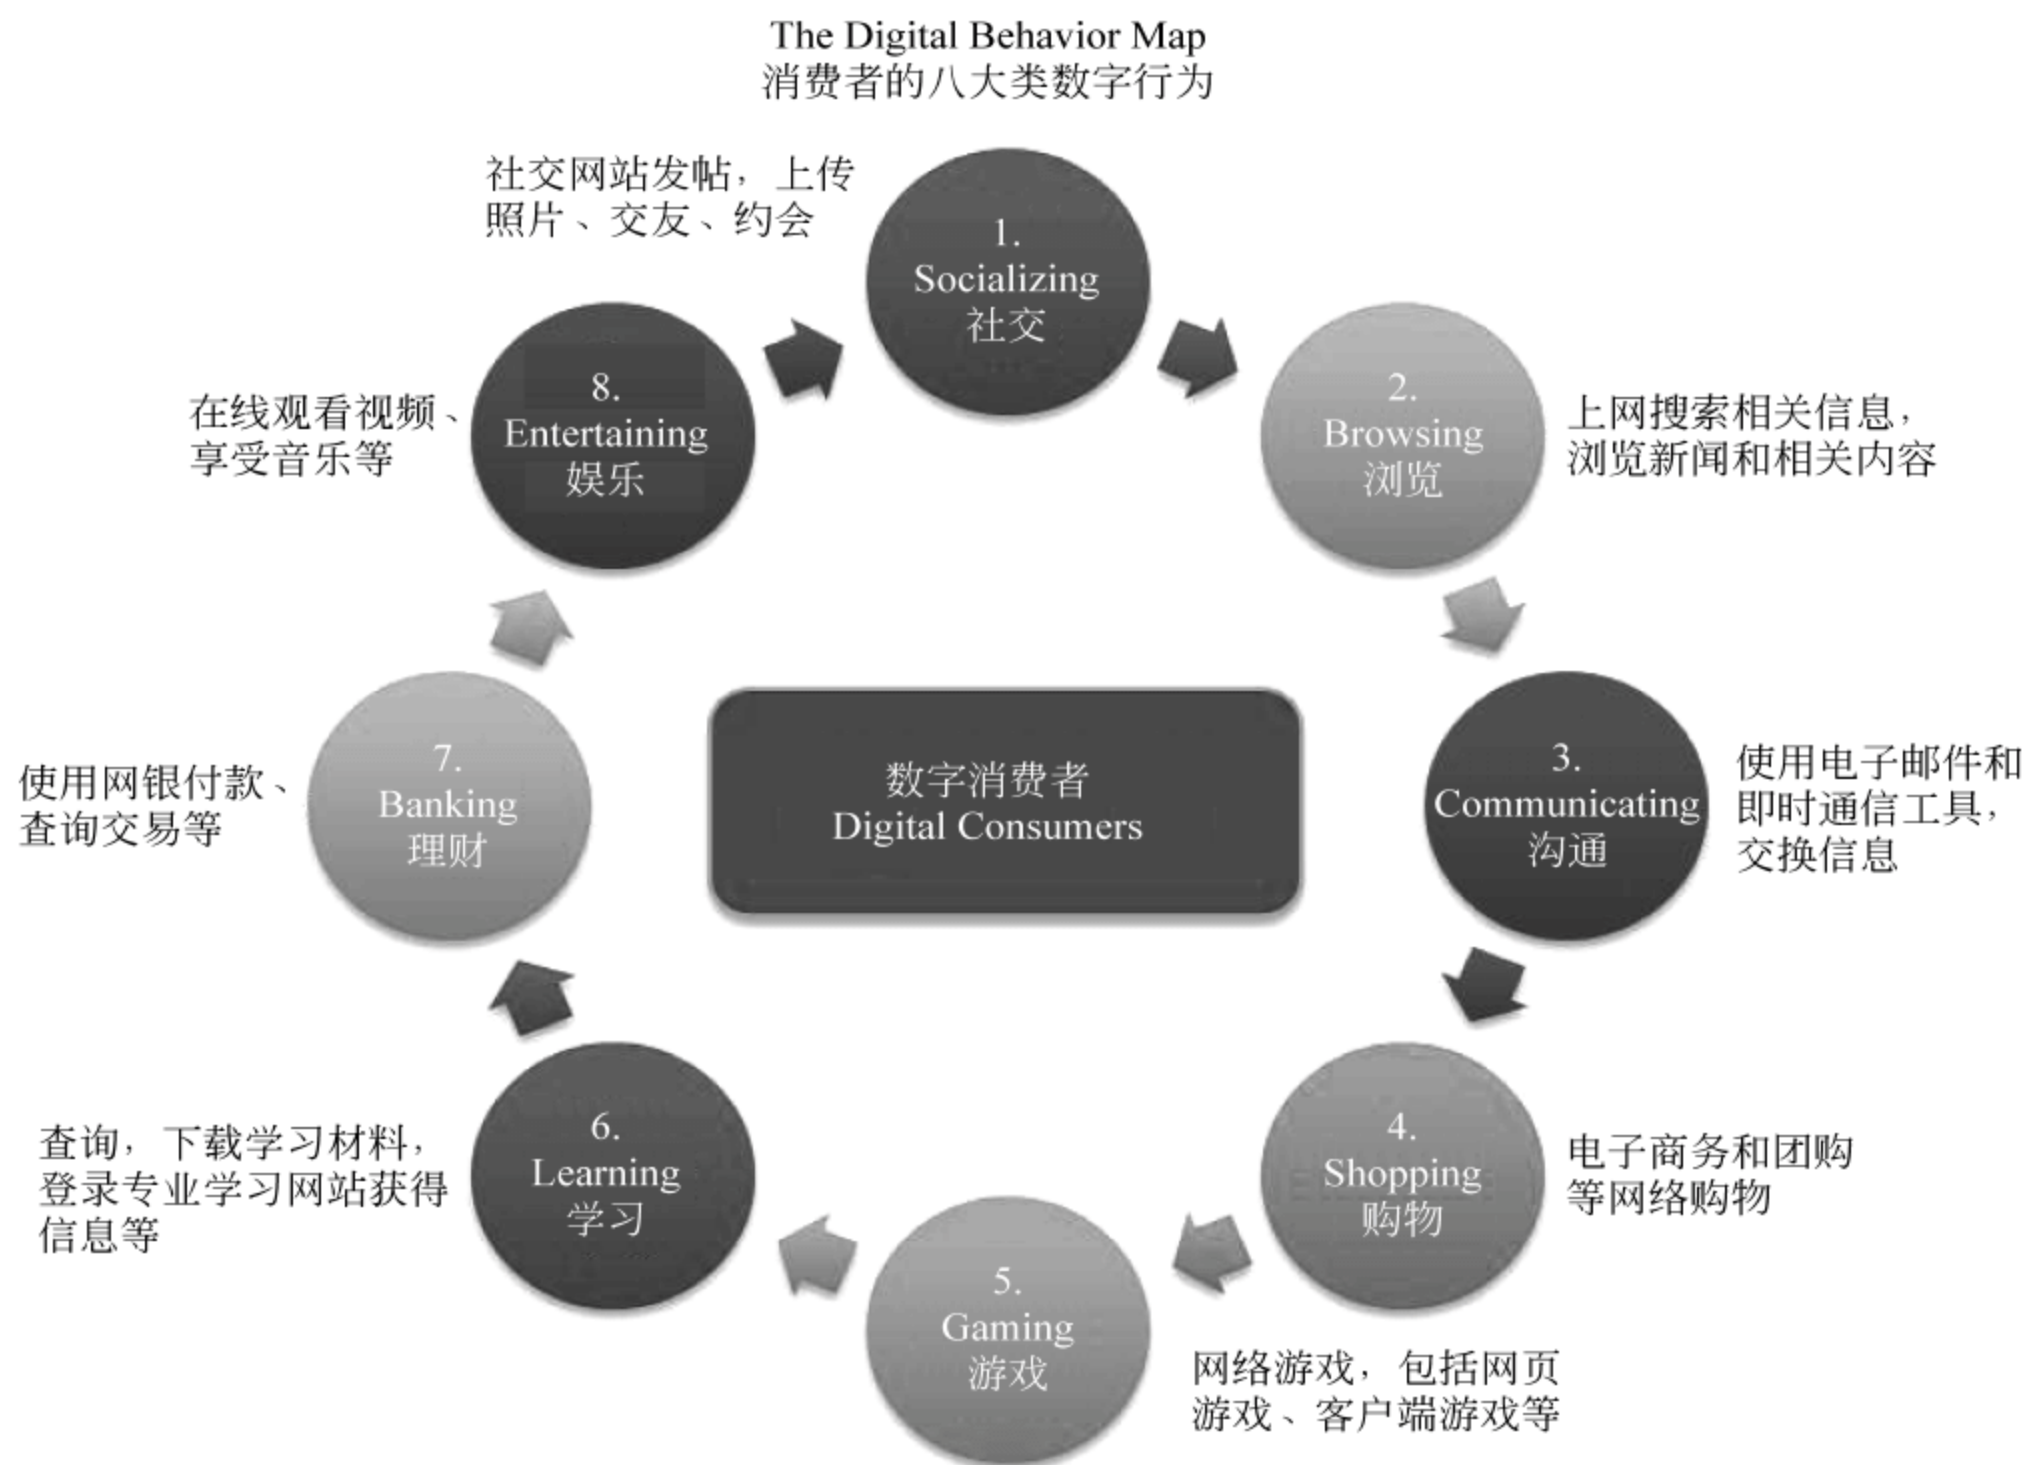 The Digital Behavior Map
消费者的八大类数字行为
社交网站发帖，上传
照片、交友、约会
1.
Socializing
社交
2.
Browsing
浏览
上网搜索相关信息，
浏览新闻和相关内容
3.
Communicating
沟通
使用电子邮件和
即时通信工具，
交换信息
4.
Shopping
购物
电子商务和团购
等网络购物
5.
Gaming
游戏
网络游戏，包括网页
游戏、客户端游戏等
6.
Learning
学习
查询，下载学习材料，
登录专业学习网站获得
信息等
7.
Banking
理财
使用网银付款、
查询交易等
8.
Entertaining
娱乐
在线观看视频、
享受音乐等
数字消费者
Digital Consumers